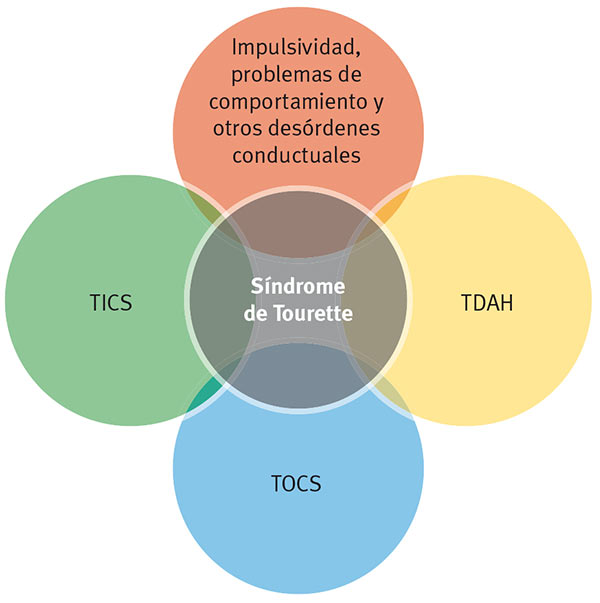 Impulsividad,
problemas de
comportamiento y
otros desórdenes
conductuales
TICS
Síndrome
de Tourette
TDAH
TOCS